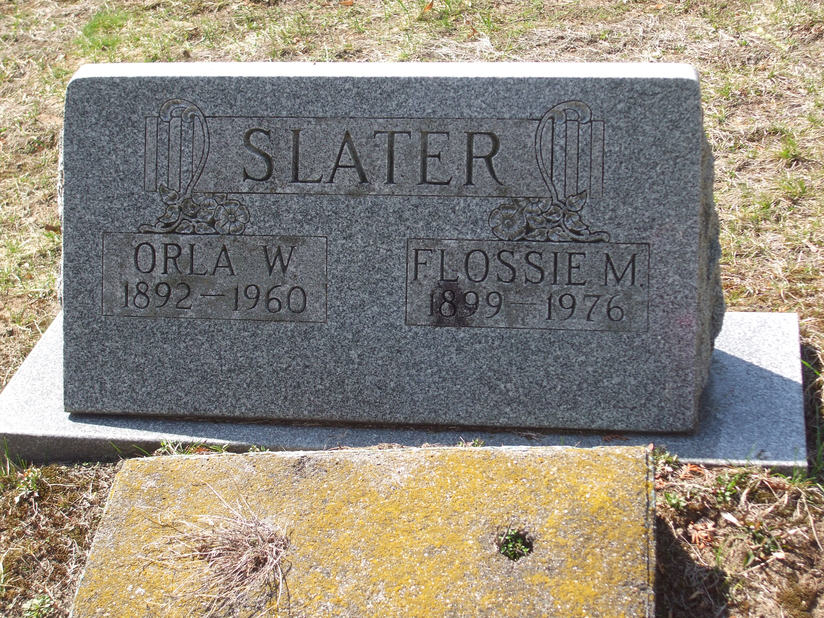 SLATER
ORLA W.
1892—1960
FLOSSIE M.
1899—1976